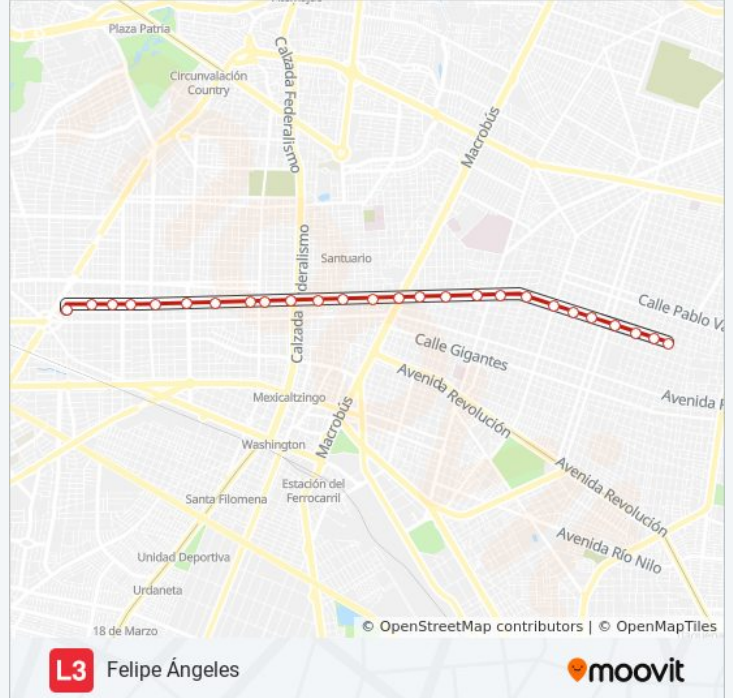 Plaza Patria
Circunvalación
Country
Calzada Federalismo
Macrobús
Santuario
deralismo
Calzada
Calle Pablo Va
Calle Gigantes
Avenida Revolución
Avenida R
Mexicaltzingo
Macrobús
Washington
Estación del
Ferrocarril
Santa Filomena
Avenida Revolución
Avenida Río Nilo
Unidad Deportiva
Urdaneta
18 de Marzo
© OpenStreetMap contributors | © OpenMapTiles
L3 Felipe Ángeles
moovit